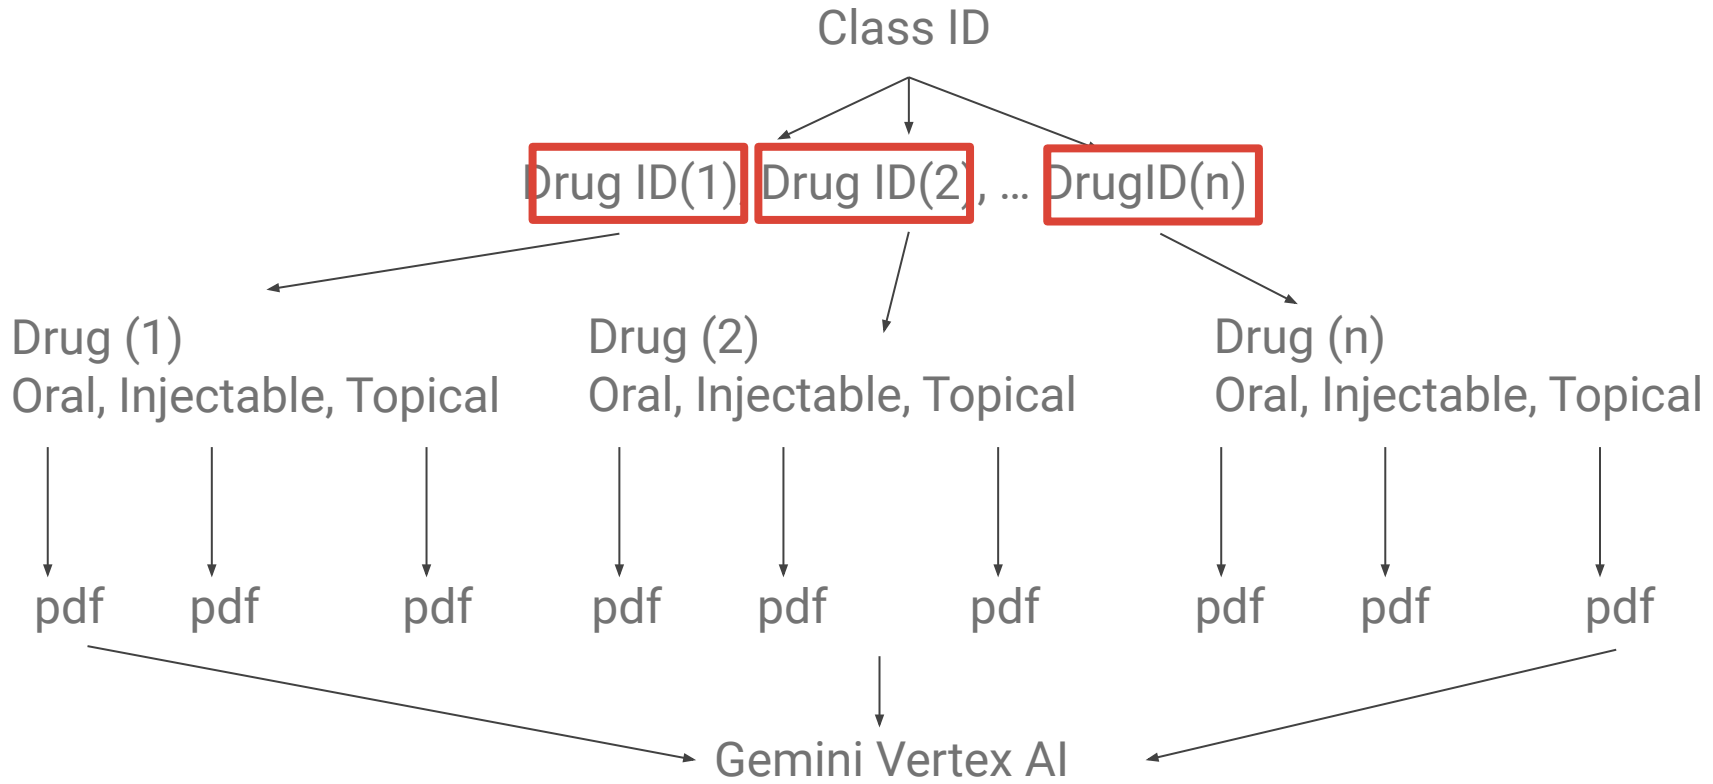 Class ID
Drug ID(1) Drug ID(2), ... DrugID(n)
Drug (1)
Oral, Injectable, Topical
Drug (2)
Oral, Injectable, Topical
Drug (n)
Oral, Injectable, Topical
pdf pdf pdf pdf pdf pdf pdf pdf pdf
Gemini Vertex AI